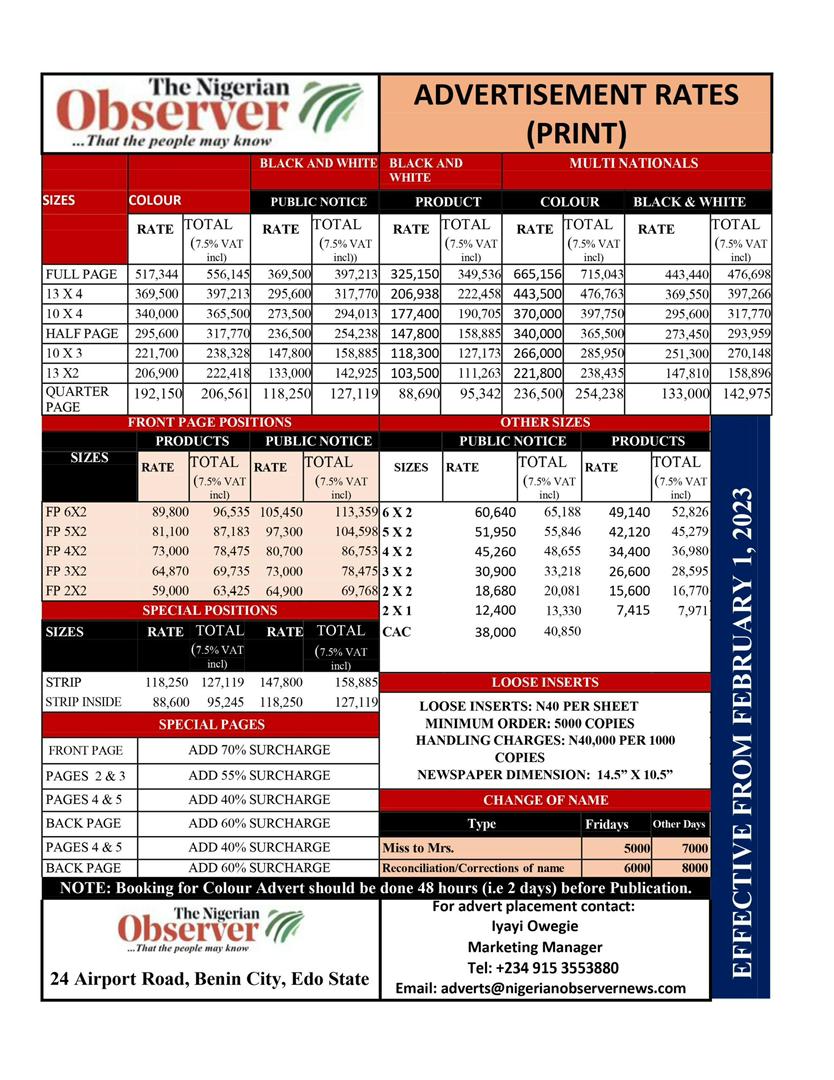 The Nigerian
Observer
...That the people may know
ADVERTISEMENT RATES
(PRINT)
BLACK AND WHITE BLACK AND WHITE MULTI NATIONALS
SIZES COLOUR PUBLIC NOTICE PRODUCT COLOUR BLACK & WHITE
RATE TOTAL (7.5% VAT incl) RATE TOTAL (7.5% VAT incl)) RATE TOTAL (7.5% VAT incl) RATE TOTAL (7.5% VAT incl) RATE TOTAL (7.5% VAT incl)
FULL PAGE 517,344 556,145 369,500 397,213 325,150 349,536 665,156 715,043 443,440 476,698
13 X 4 369,500 397,213 295,600 317,770 206,938 222,458 443,500 476,763 369,550 397,266
10 X 4 340,000 365,500 273,500 294,013 177,400 190,705 370,000 397,750 295,600 317,770
HALF PAGE 295,600 317,770 236,500 254,238 147,800 158,885 340,000 365,500 273,450 293,959
10 X 3 221,700 238,328 147,800 158,885 118,300 127,173 266,000 285,950 251,300 270,148
13 X2 206,900 222,418 133,000 142,925 103,500 111,263 221,800 238,435 147,810 158,896
QUARTER PAGE 192,150 206,561 118,250 127,119 88,690 95,342 236,500 254,238 133,000 142,975
FRONT PAGE POSITIONS
PRODUCTS PUBLIC NOTICE
SIZES RATE TOTAL (7.5% VAT incl) RATE TOTAL (7.5% VAT incl)
FP 6X2 89,800 96,535 105,450 113,359
FP 5X2 81,100 87,183 97,300 104,598
FP 4X2 73,000 78,475 80,700 86,753
FP 3X2 64,870 69,735 73,000 78,475
FP 2X2 59,000 63,425 64,900 69,768
SPECIAL POSITIONS
SIZES RATE TOTAL (7.5% VAT incl) RATE TOTAL (7.5% VAT incl)
STRIP 118,250 127,119 147,800 158,885
STRIP INSIDE 88,600 95,245 118,250 127,119
SPECIAL PAGES
FRONT PAGE ADD 70% SURCHARGE
PAGES 2 & 3 ADD 55% SURCHARGE
PAGES 4 & 5 ADD 40% SURCHARGE
BACK PAGE ADD 60% SURCHARGE
PAGES 4 & 5 ADD 40% SURCHARGE
BACK PAGE ADD 60% SURCHARGE
OTHER SIZES
PUBLIC NOTICE PRODUCTS
SIZES RATE TOTAL (7.5% VAT incl) RATE TOTAL (7.5% VAT incl)
6 X 2 60,640 65,188 49,140 52,826
5 X 2 51,950 55,846 42,120 45,279
4 X 2 45,260 48,655 34,400 36,980
3 X 2 30,900 33,218 26,600 28,595
2 X 2 18,680 20,081 15,600 16,770
2 X 1 12,400 13,330 7,415 7,971
CAC 38,000 40,850
LOOSE INSERTS
LOOSE INSERTS: N40 PER SHEET
MINIMUM ORDER: 5000 COPIES
HANDLING CHARGES: N40,000 PER 1000
COPIES
NEWSPAPER DIMENSION: 14.5” X 10.5”
CHANGE OF NAME
Type Fridays Other Days
Miss to Mrs. 5000 7000
Reconciliation/Corrections of name 6000 8000
EFFECTIVE FROM FEBRUARY 1, 2023
NOTE: Booking for Colour Advert should be done 48 hours (i.e 2 days) before Publication.
The Nigerian
Observer
...That the people may know
24 Airport Road, Benin City, Edo State
For advert placement contact:
Iyayi Owegie
Marketing Manager
Tel: +234 915 3553880
Email: adverts@nigerianobservernews.com